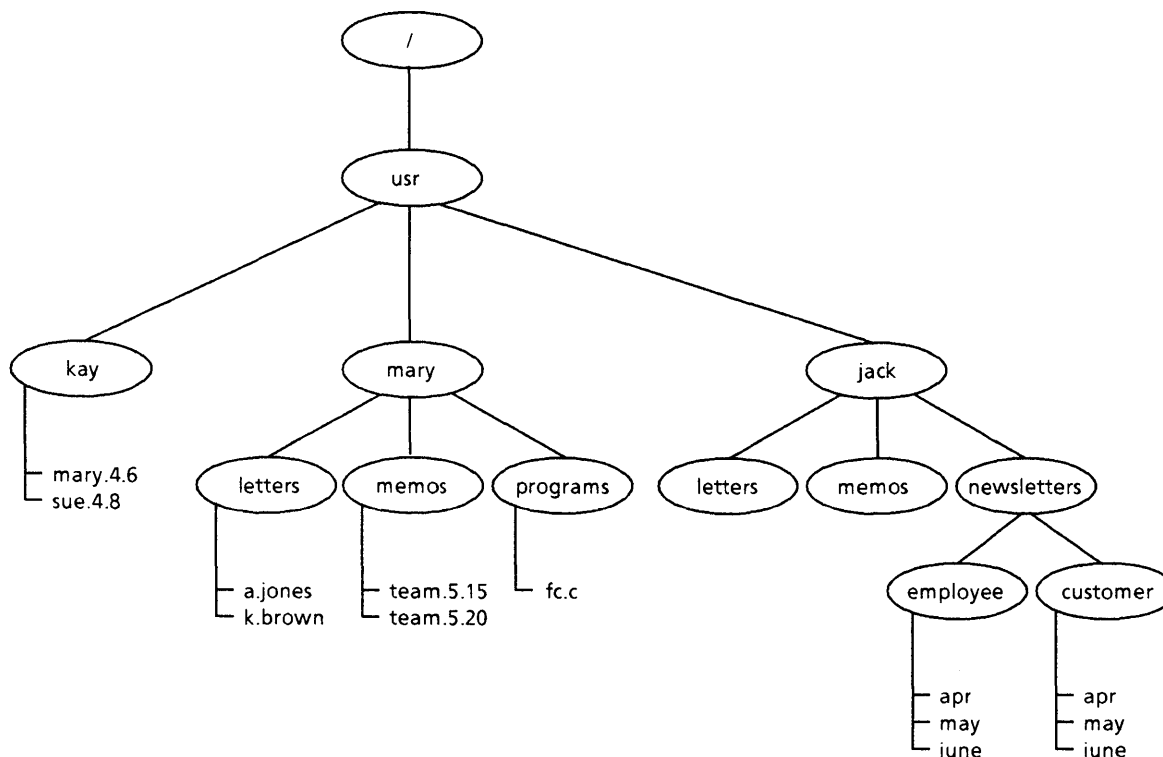 /
usr
kay mary jack
mary.4.6
sue.4.8
letters memos programs letters memos newsletters
a.jones team.5.15 fc.c employee customer
k.brown team.5.20
apr apr
may may
june june